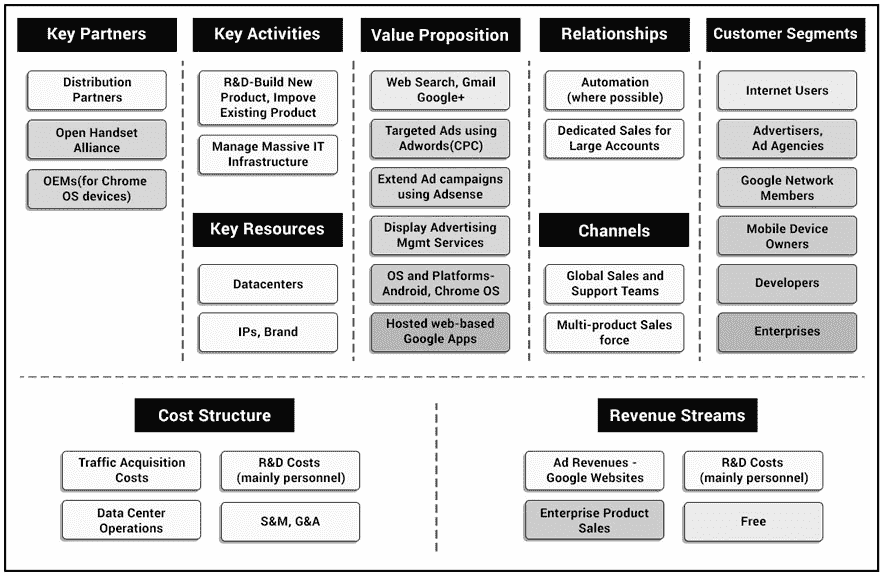 Key Partners
Distribution
Partners
Open Handset
Alliance
OEMs(for Chrome
OS devices)
Key Activities
R&D-Build New
Product, Impove
Existing Product
Manage Massive IT
Infrastructure
Key Resources
Datacenters
IPs, Brand
Value Proposition
Web Search, Gmail
Google+
Targeted Ads using
Adwords(CPC)
Extend Ad campaigns
using Adsense
Display Advertising
Mgmt Services
OS and Platforms-
Android, Chrome OS
Hosted web-based
Google Apps
Relationships
Automation
(where possible)
Dedicated Sales for
Large Accounts
Channels
Global Sales and
Support Teams
Multi-product Sales
force
Customer Segments
Internet Users
Advertisers,
Ad Agencies
Google Network
Members
Mobile Device
Owners
Developers
Enterprises
Cost Structure
Traffic Acquisition
Costs
R&D Costs
(mainly personnel)
Data Center
Operations
S&M, G&A
Revenue Streams
Ad Revenues -
Google Websites
R&D Costs
(mainly personnel)
Enterprise Product
Sales
Free